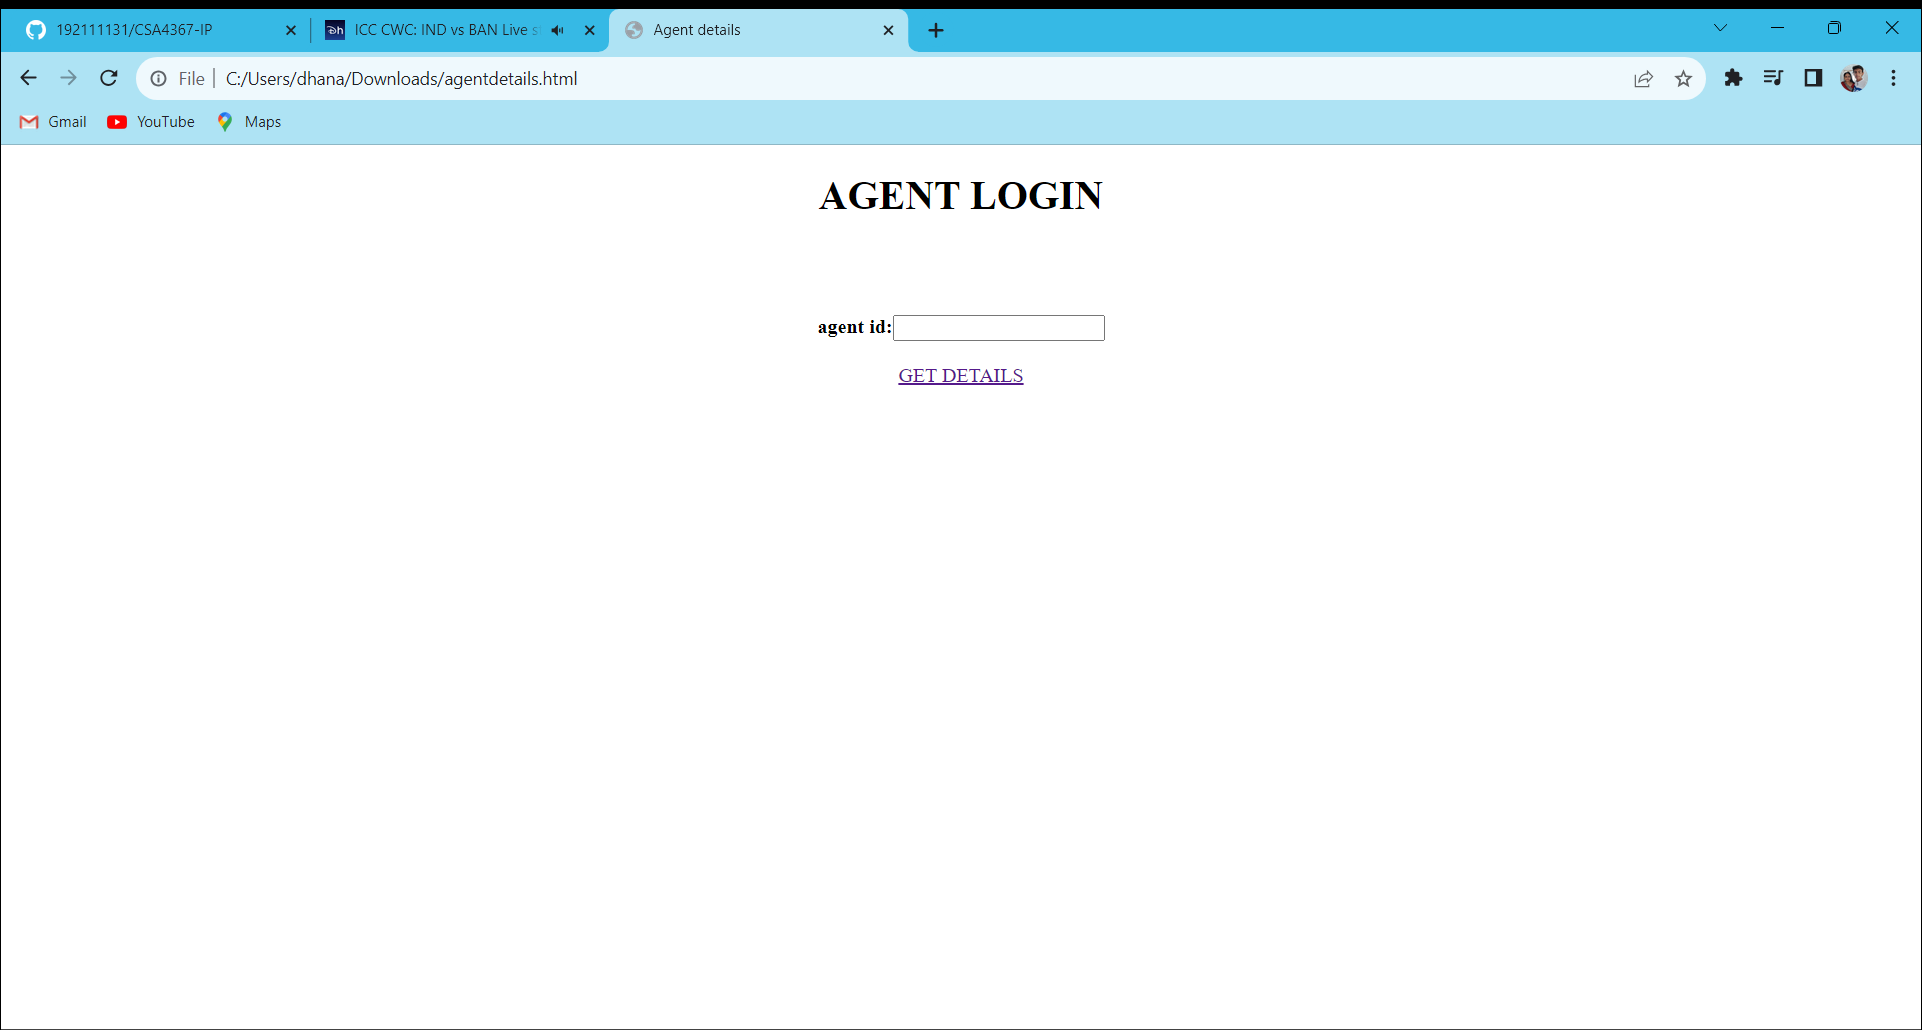 192111131/CSA4367-IP
ICC CWC: IND vs BAN Live
Agent details
File
C:/Users/dhana/Downloads/agentdetails.html
Gmail
YouTube
Maps
AGENT LOGIN
agent id:
GET DETAILS